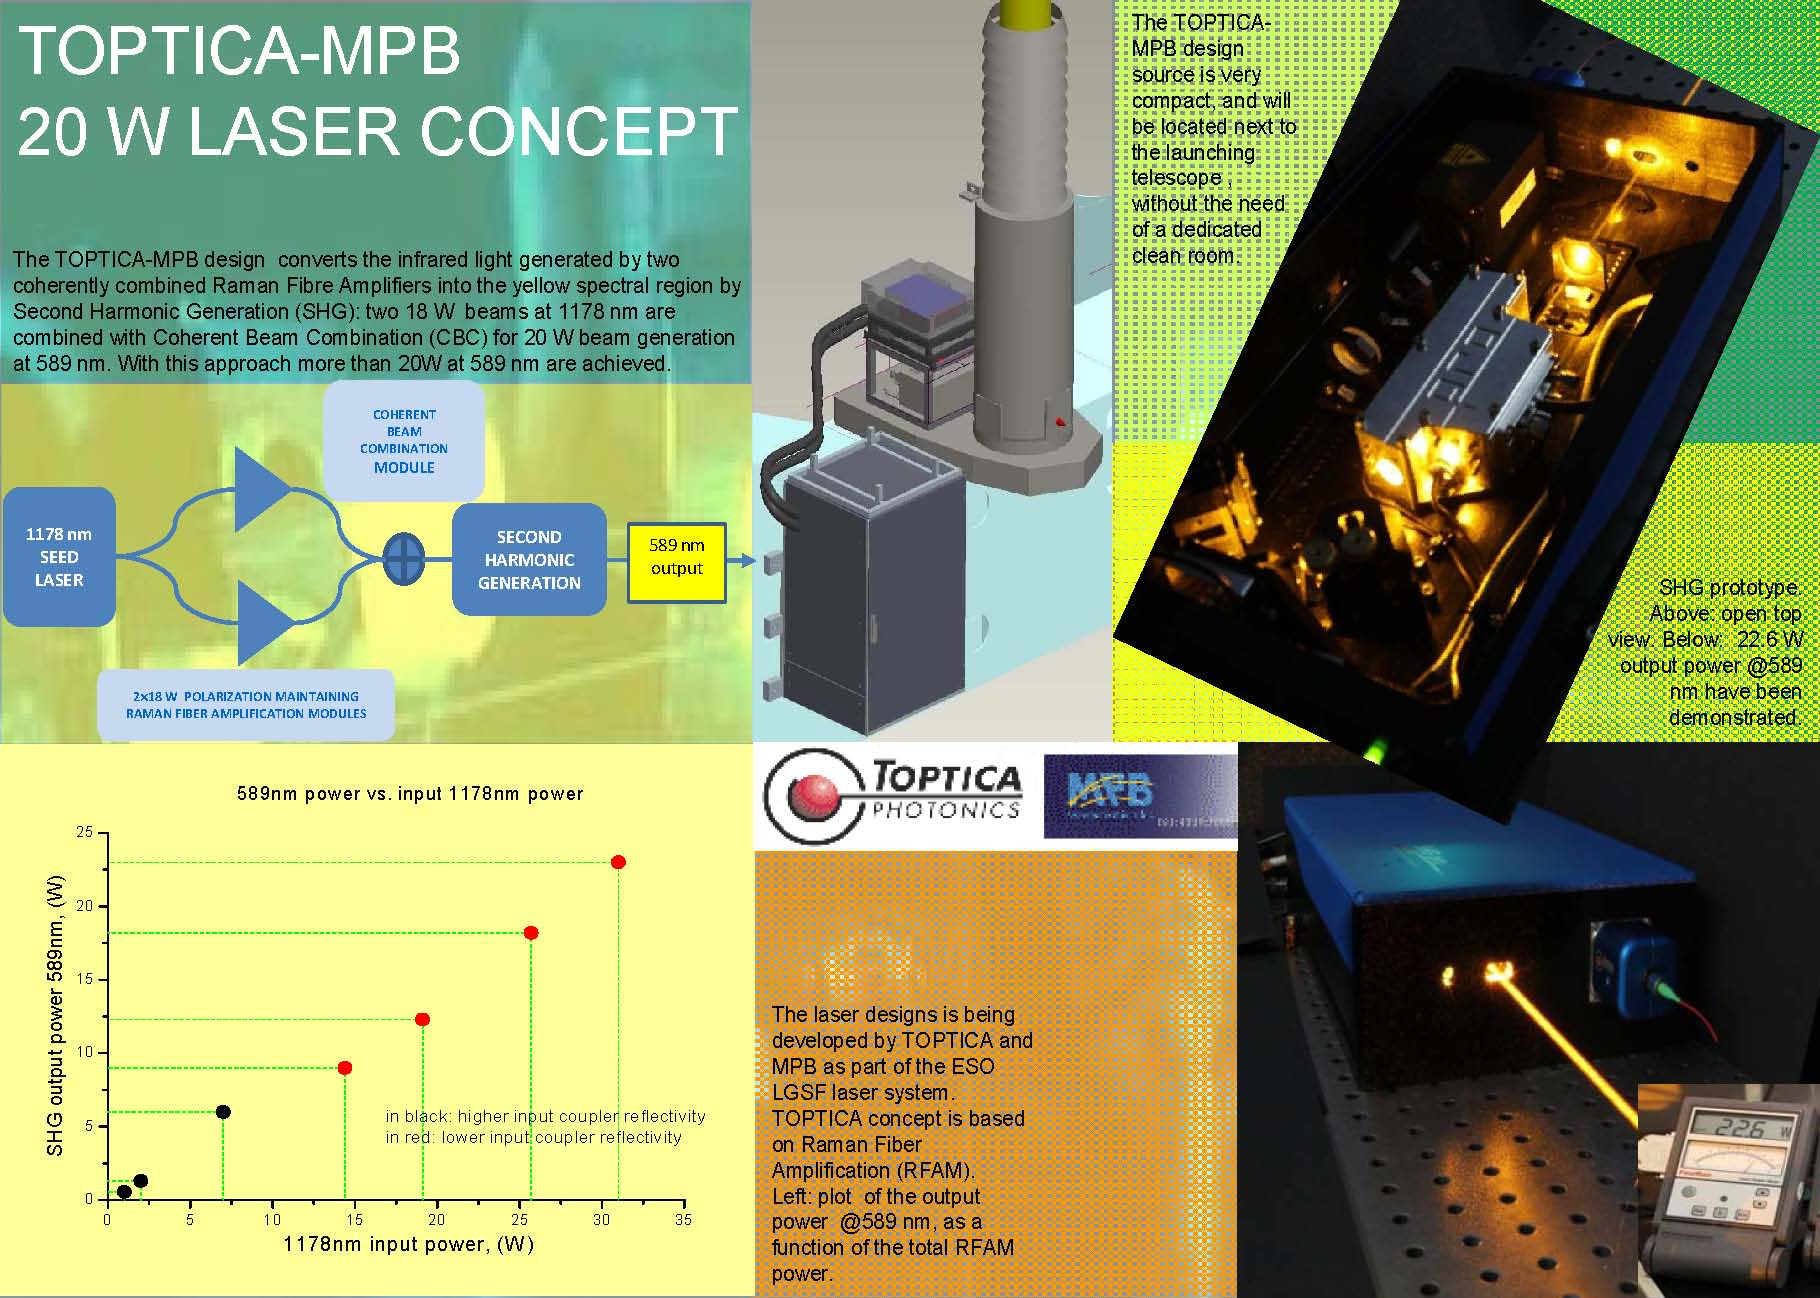 TOPTICA-MPB
20 W LASER CONCEPT
The TOPTICA-MPB design converts the infrared light generated by two
coherently combined Raman Fibre Amplifiers into the yellow spectral region by
Second Harmonic Generation (SHG): two 18 W beams at 1178 nm are
combined with Coherent Beam Combination (CBC) for 20 W beam generation
at 589 nm. With this approach more than 20W at 589 nm are achieved.
COHERENT
BEAM
COMBINATION
MODULE
1178 nm
SEED
LASER
SECOND
HARMONIC
GENERATION
589 nm
output
2×18 W POLARIZATION MAINTAINING
RAMAN FIBER AMPLIFICATION MODULES
The TOPTICA-
MPB design
source is very
compact, and will
be located next to
the launching
telescope ,
without the need
of a dedicated
clean room.
SHG prototype.
Above: open top
view. Below: 22.6 W
output power @589
nm have been
demonstrated.
589nm power vs. input 1178nm power
SHG output power 589nm, (W)
25
20
15
10
5
0
in black: higher input coupler reflectivity
in red: lower input coupler reflectivity
0 5 10 15 20 25 30 35
1178nm input power, (W)
TOPTICA
PHOTONICS
MPB
The laser designs is being
developed by TOPTICA and
MPB as part of the ESO
LGSF laser system.
TOPTICA concept is based
on Raman Fiber
Amplification (RFAM).
Left: plot of the output
power @589 nm, as a
function of the total RFAM
power.
22.6 W